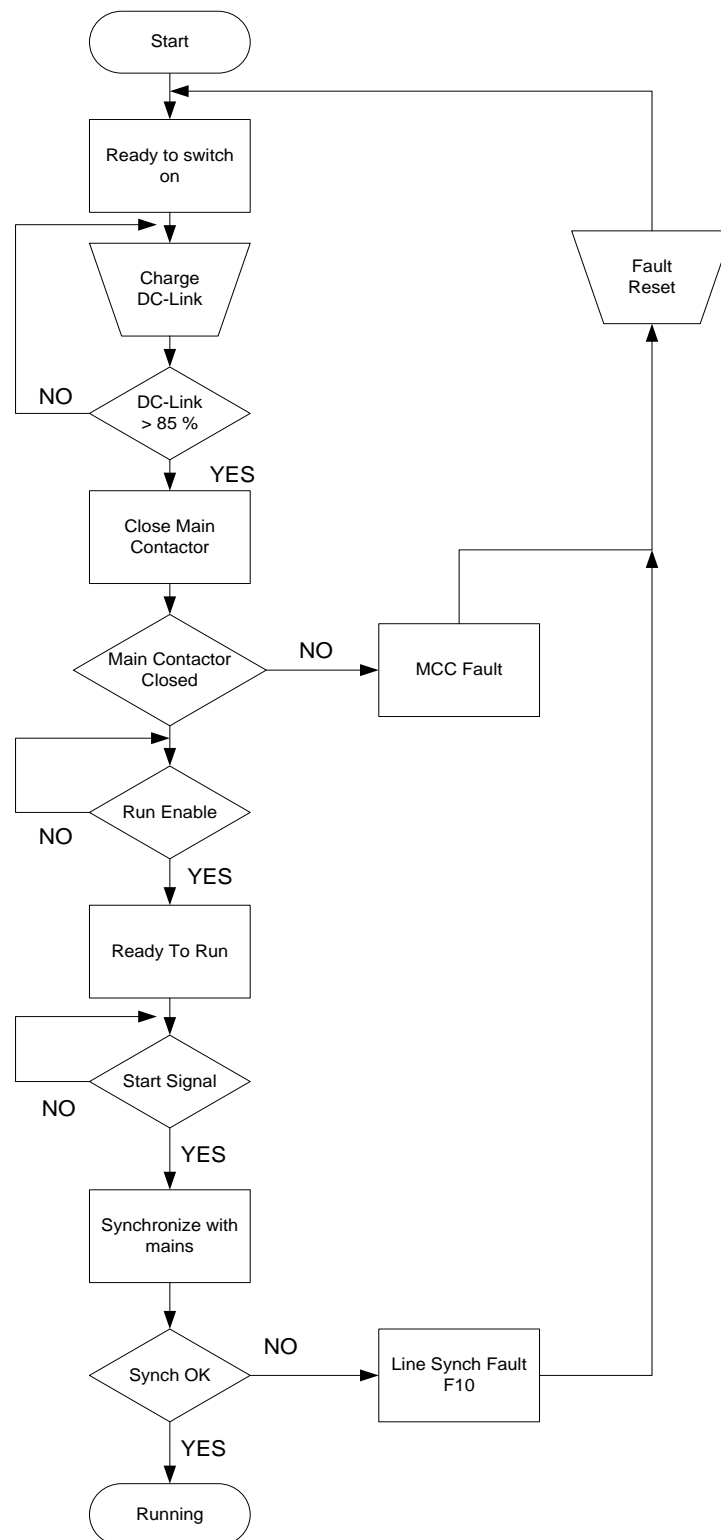 Start
Ready to switch
on
Charge
DC-Link
Fault
Reset
NO
DC-Link
> 85 %
YES
Close Main
Contactor
Main Contactor
Closed
NO
MCC Fault
Run Enable
NO
YES
Ready To Run
Start Signal
NO
YES
Synchronize with
mains
Synch OK
NO
Line Synch Fault
F10
YES
Running